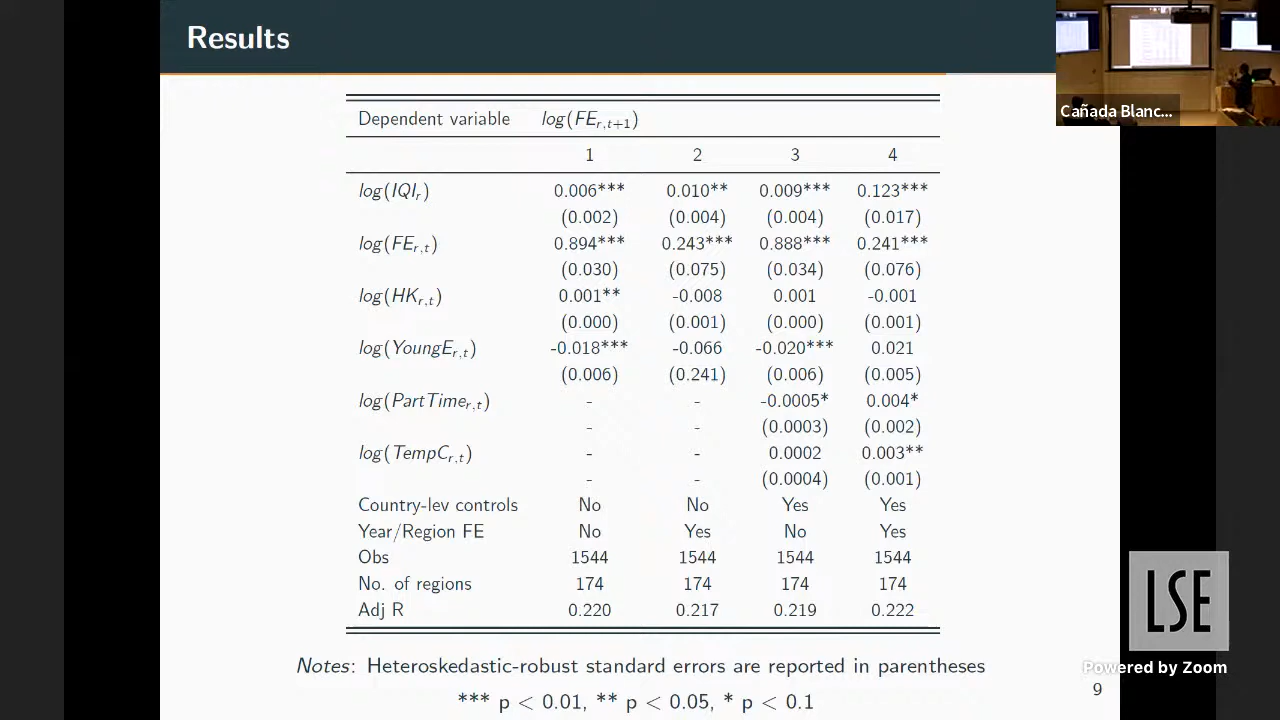 Results
Cañada Blanc...
Dependent variable log(FE_{r,t+1})
1 2 3 4
log(IQI_r) 0.006*** 0.010** 0.009*** 0.123***
(0.002) (0.004) (0.004) (0.017)
log(FE_{r,t}) 0.894*** 0.243*** 0.888*** 0.241***
(0.030) (0.075) (0.034) (0.076)
log(HK_{r,t}) 0.001** -0.008 0.001 -0.001
(0.000) (0.001) (0.000) (0.001)
log(YoungE_{r,t}) -0.018*** -0.066 -0.020*** 0.021
(0.006) (0.241) (0.006) (0.005)
log(PartTime_{r,t}) - - -0.0005* 0.004*
- - (0.0003) (0.002)
log(TempC_{r,t}) - - 0.0002 0.003**
- - (0.0004) (0.001)
Country-lev controls No No Yes Yes
Year/Region FE No Yes No Yes
Obs 1544 1544 1544 1544
No. of regions 174 174 174 174
Adj R 0.220 0.217 0.219 0.222
Notes: Heteroskedastic-robust standard errors are reported in parentheses
*** p < 0.01, ** p < 0.05, * p < 0.1
LSE
Powered by Zoom
9